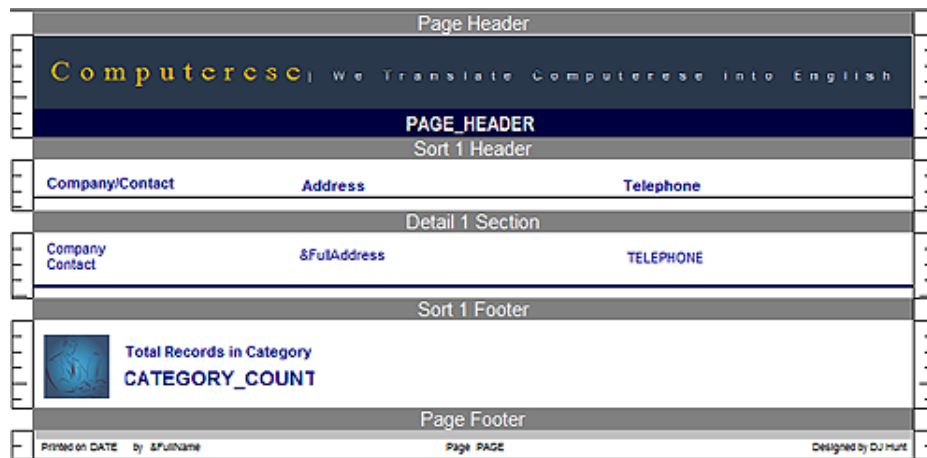 Page Header
Computerese| We Translate Computerese into English
PAGE_HEADER
Sort 1 Header
Company/Contact Address Telephone
Detail 1 Section
Company
Contact &FullAddress TELEPHONE
Sort 1 Footer
Total Records in Category
CATEGORY_COUNT
Page Footer
Printed on DATE by &FullName Page PAGE Designed by DJ Hunt